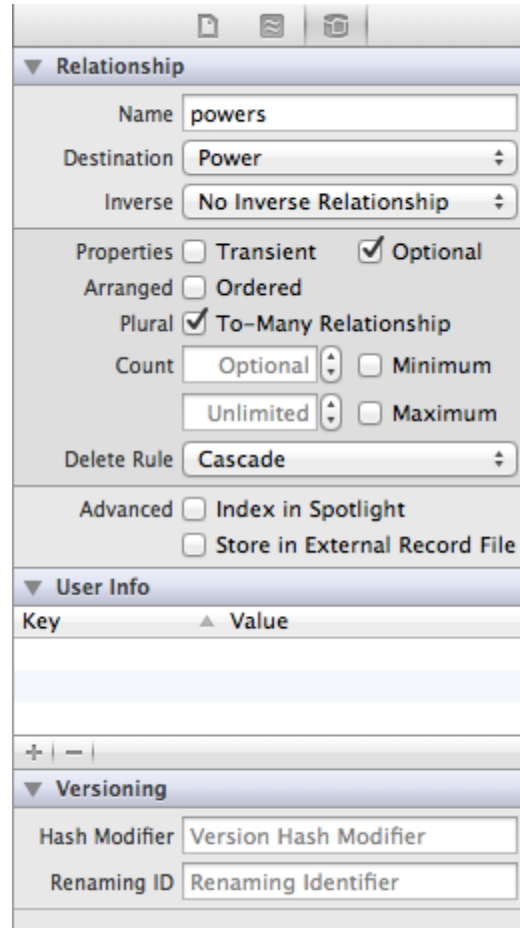 Relationship
Name powers
Destination Power
Inverse No Inverse Relationship
Properties Transient Optional
Arranged Ordered
Plural To-Many Relationship
Count Optional Minimum
Unlimited Maximum
Delete Rule Cascade
Advanced Index in Spotlight
Store in External Record File
User Info
Key Value
Versioning
Hash Modifier Version Hash Modifier
Renaming ID Renaming Identifier